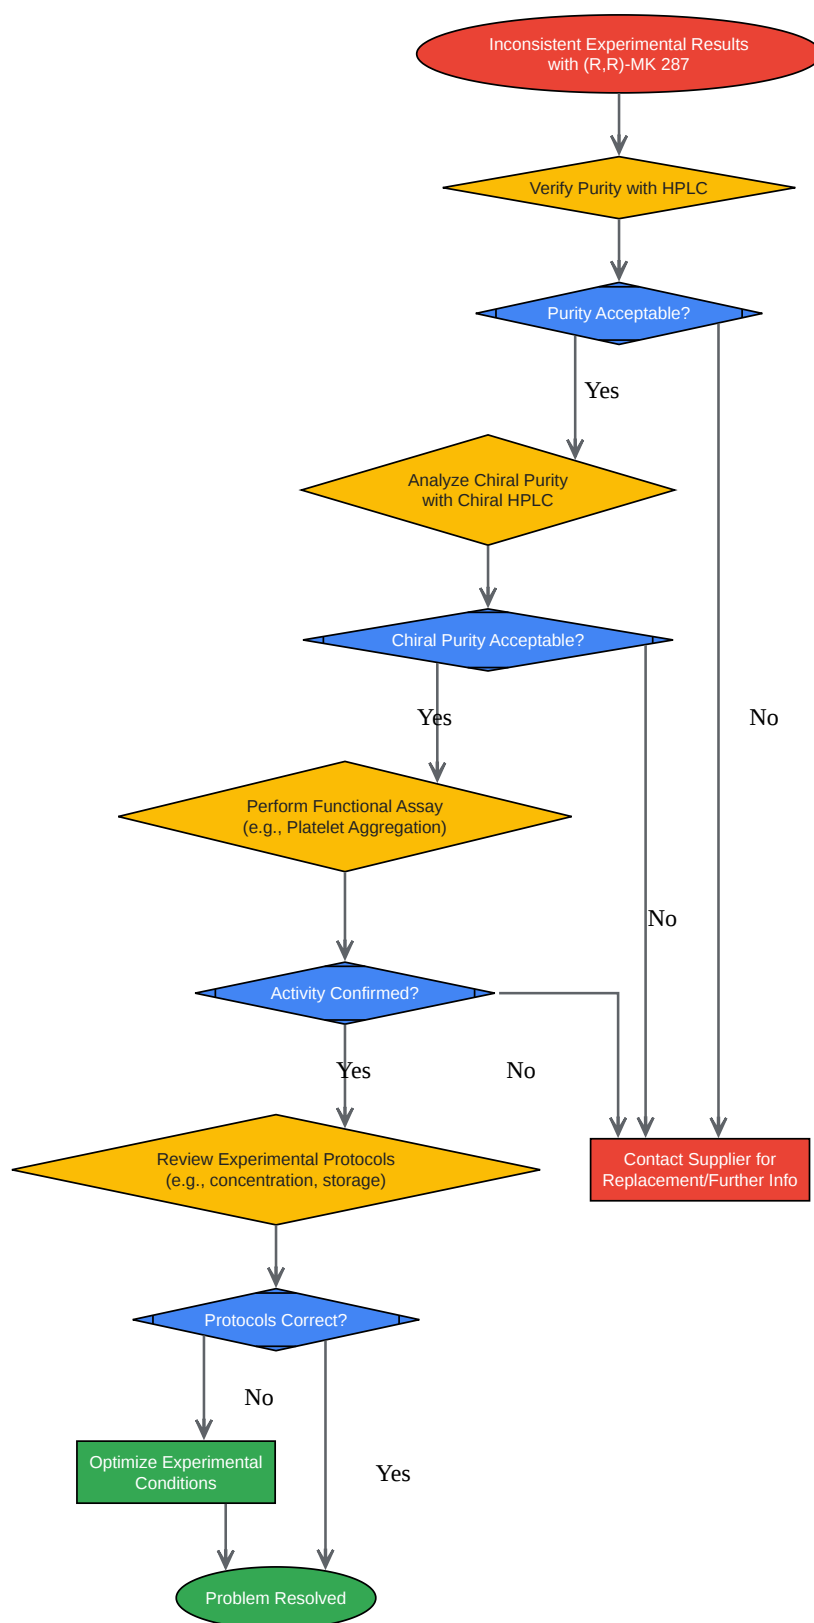 Inconsistent Experimental Results
with (R,R)-MK 287
Verify Purity with HPLC
Purity Acceptable?
Yes
Analyze Chiral Purity
with Chiral HPLC
Chiral Purity Acceptable?
Yes
No
Perform Functional Assay
(e.g., Platelet Aggregation)
No
Activity Confirmed?
Yes
No
Review Experimental Protocols
(e.g., concentration, storage)
Contact Supplier for
Replacement/Further Info
Protocols Correct?
No
Optimize Experimental
Conditions
Yes
Problem Resolved